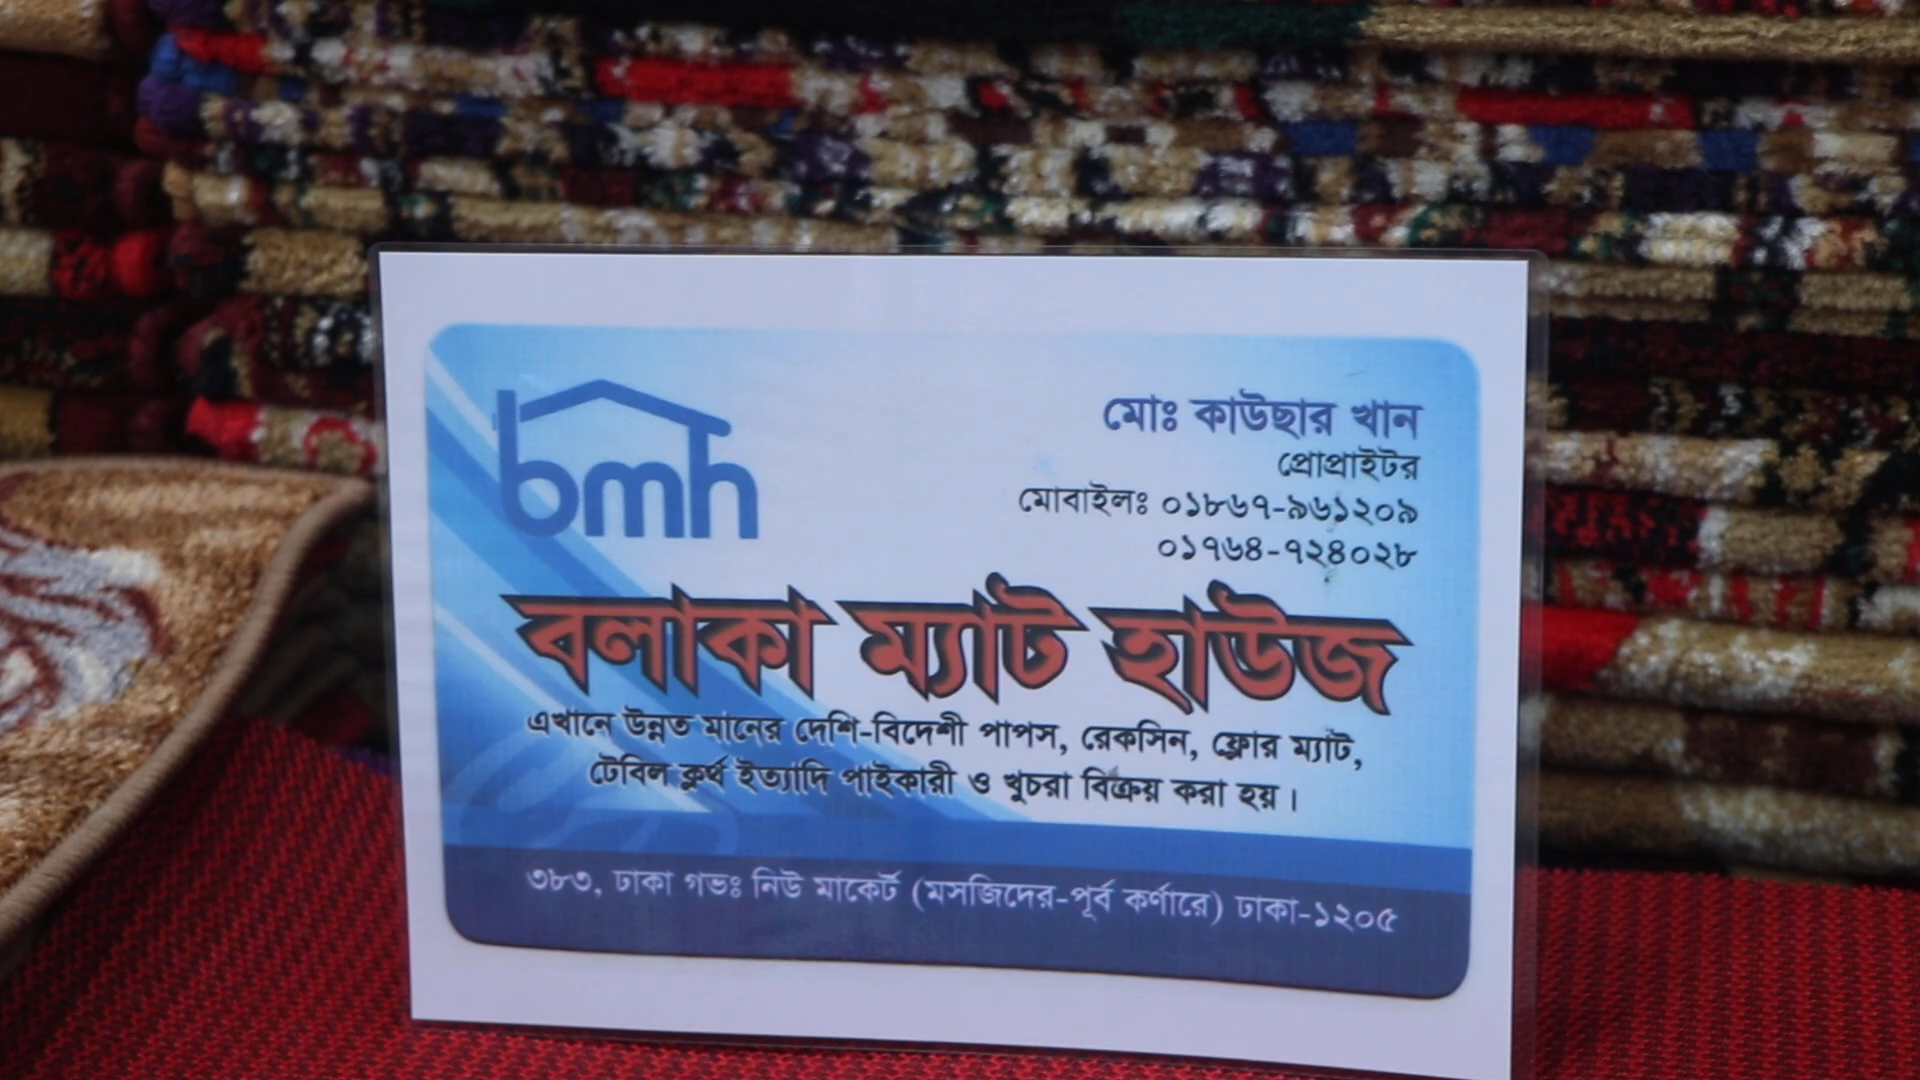 bmh
মোঃ কাউছার খান
প্রোপ্রাইটর
মোবাইলঃ ০১৮৬৭-৯৬১২০৯
০১৭৬৪-৭২৪০২৮
বলাকা ম্যাট হাউজ
এখানে উন্নত মানের দেশি-বিদেশী পাপস, রেকসিন, ফ্লোর ম্যাট,
টেবিল ক্লথ ইত্যাদি পাইকারী ও খুচরা বিক্রয় করা হয়।
৩৮৩, ঢাকা গভঃ নিউ মার্কেট (মসজিদের-পূর্ব কর্ণারে) ঢাকা-১২০৫